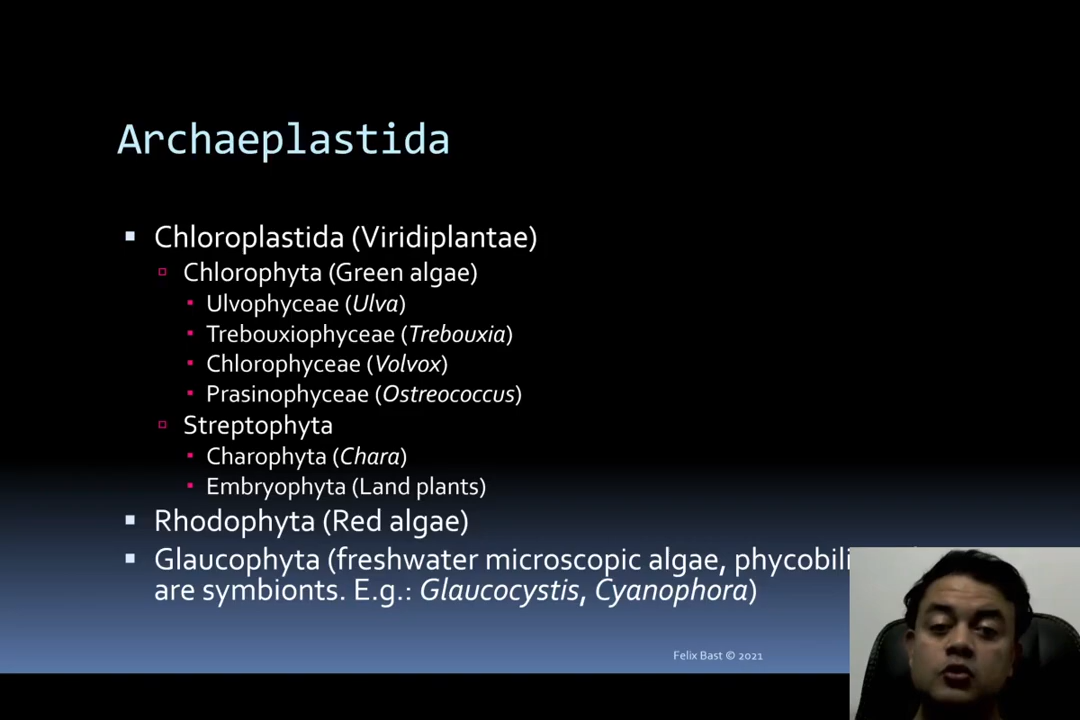 Archaeplastida
▪ Chloroplastida (Viridiplantae)
▫ Chlorophyta (Green algae)
▪ Ulvophyceae (Ulva)
▪ Trebouxiophyceae (Trebouxia)
▪ Chlorophyceae (Volvox)
▪ Prasinophyceae (Ostreococcus)
▫ Streptophyta
▪ Charophyta (Chara)
▪ Embryophyta (Land plants)
▪ Rhodophyta (Red algae)
▪ Glaucophyta (freshwater microscopic algae,
are symbionts. E.g.: Glaucocystis, Cyanophora)
Felix Bast © 2021